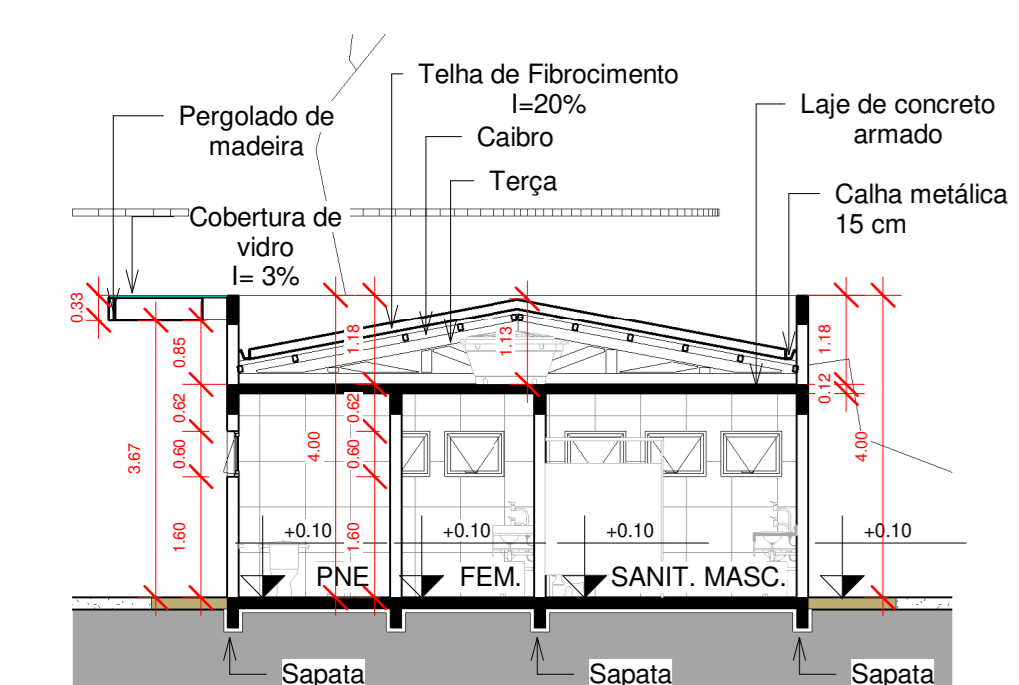 Telha de Fibrocimento
I=20%
Caibro
Terça
Pergolado de
madeira
Laje de concreto
armado
Calha metálica
15 cm
Cobertura de
vidro
I= 3%
0.33
0.85
0.62
0.60
1.60
3.67
1.18
0.62
0.60
1.60
4.00
1.13
1.18
0.12
4.00
+0.10
+0.10
+0.10
+0.10
PNE
FEM.
SANIT. MASC.
Sapata
Sapata
Sapata